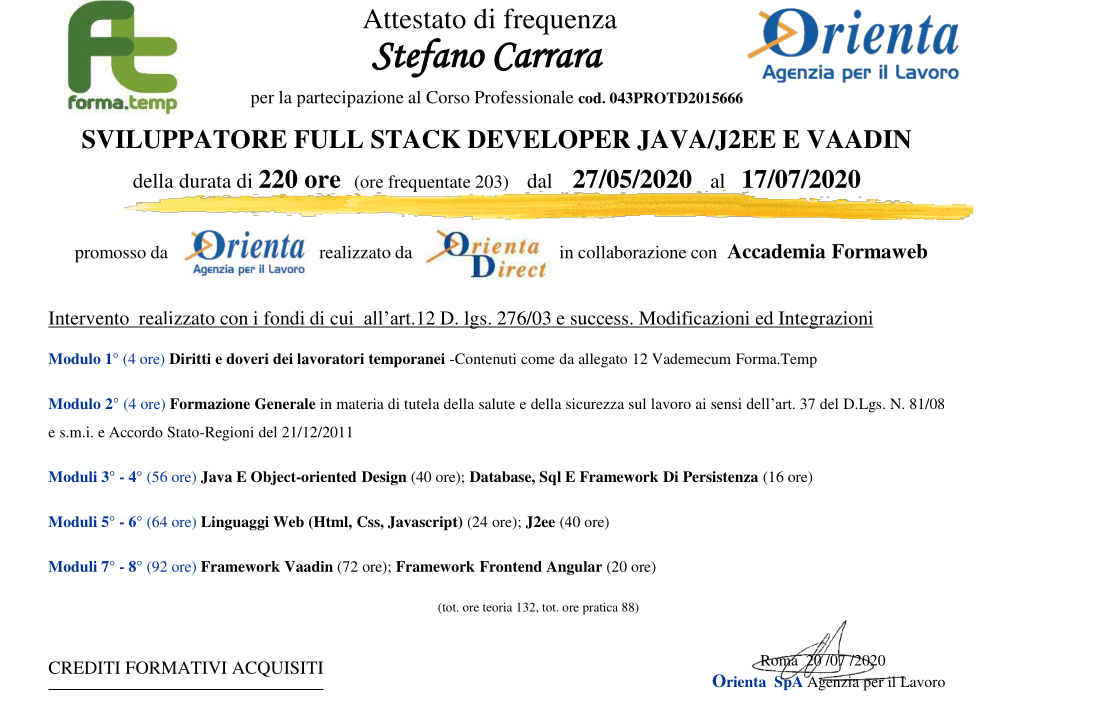 Attestato di frequenza
Stefano Carrara
forma.temp
Orienta
Agenzia per il Lavoro
per la partecipazione al Corso Professionale cod. 043PROTD2015666
SVILUPPATORE FULL STACK DEVELOPER JAVA/J2EE E VAADIN
della durata di 220 ore (ore frequentate 203) dal 27/05/2020 al 17/07/2020
promosso da Orienta Agenzia per il Lavoro realizzato da Orienta Direct in collaborazione con Accademia Formaweb
Intervento realizzato con i fondi di cui all’art.12 D. lgs. 276/03 e success. Modificazioni ed Integrazioni
Modulo 1° (4 ore) Diritti e doveri dei lavoratori temporanei -Contenuti come da allegato 12 Vademecum Forma.Temp
Modulo 2° (4 ore) Formazione Generale in materia di tutela della salute e della sicurezza sul lavoro ai sensi dell’art. 37 del D.Lgs. N. 81/08
e s.m.i. e Accordo Stato-Regioni del 21/12/2011
Moduli 3° - 4° (56 ore) Java E Object-oriented Design (40 ore); Database, Sql E Framework Di Persistenza (16 ore)
Moduli 5° - 6° (64 ore) Linguaggi Web (Html, Css, Javascript) (24 ore); J2ee (40 ore)
Moduli 7° - 8° (92 ore) Framework Vaadin (72 ore); Framework Frontend Angular (20 ore)
(tot. ore teoria 132, tot. ore pratica 88)
CREDITI FORMATIVI ACQUISITI
Roma 20 /07 /2020
Orienta SpA Agenzia per il Lavoro